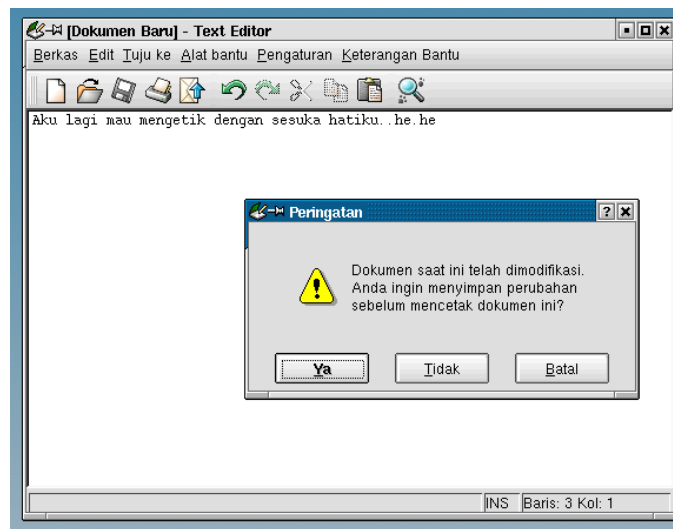 [Dokumen Baru] - Text Editor
Berkas Edit Tuju ke Alat bantu Pengaturan Keterangan Bantu
Aku lagi mau mengetik dengan sesuka hatiku..he.he
Peringatan
Dokumen saat ini telah dimodifikasi.
Anda ingin menyimpan perubahan
sebelum mencetak dokumen ini?
Ya Tidak Batal
INS Baris: 3 Kol: 1